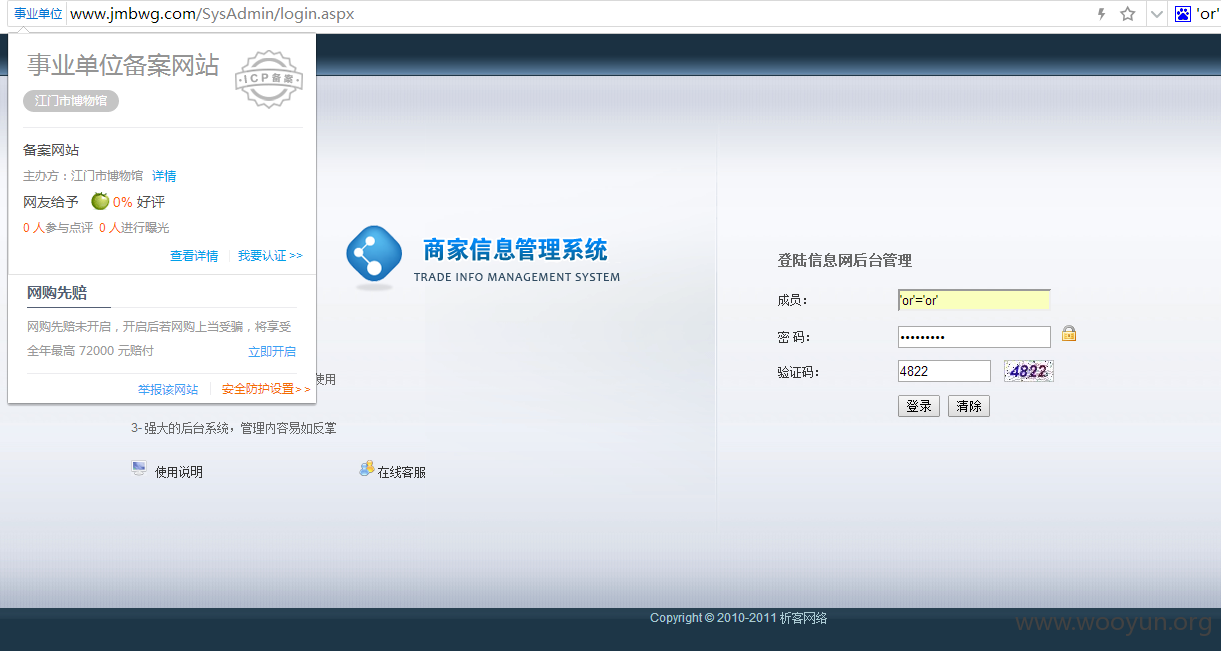 事业单位 www.jmbwg.com/SysAdmin/login.aspx 'or'
事业单位备案网站
ICP备案
江门市博物馆
备案网站
主办方：江门市博物馆 详情
网友给予 0% 好评
0 人参与点评 0 人进行曝光
查看详情 我要认证 >>
网购先赔
网购先赔未开启，开启后若网购上当受骗，将享受
全年最高 72000 元赔付 立即开启
举报该网站 安全防护设置>>
使用
3- 强大的后台系统，管理内容易如反掌
使用说明 在线客服
商家信息管理系统
TRADE INFO MANAGEMENT SYSTEM
登陆信息网后台管理
成员： 'or'='or'
密 码： •••••••••
验证码： 4822 4822
登录 清除
Copyright © 2010-2011 析客网络
www.wooyun.org